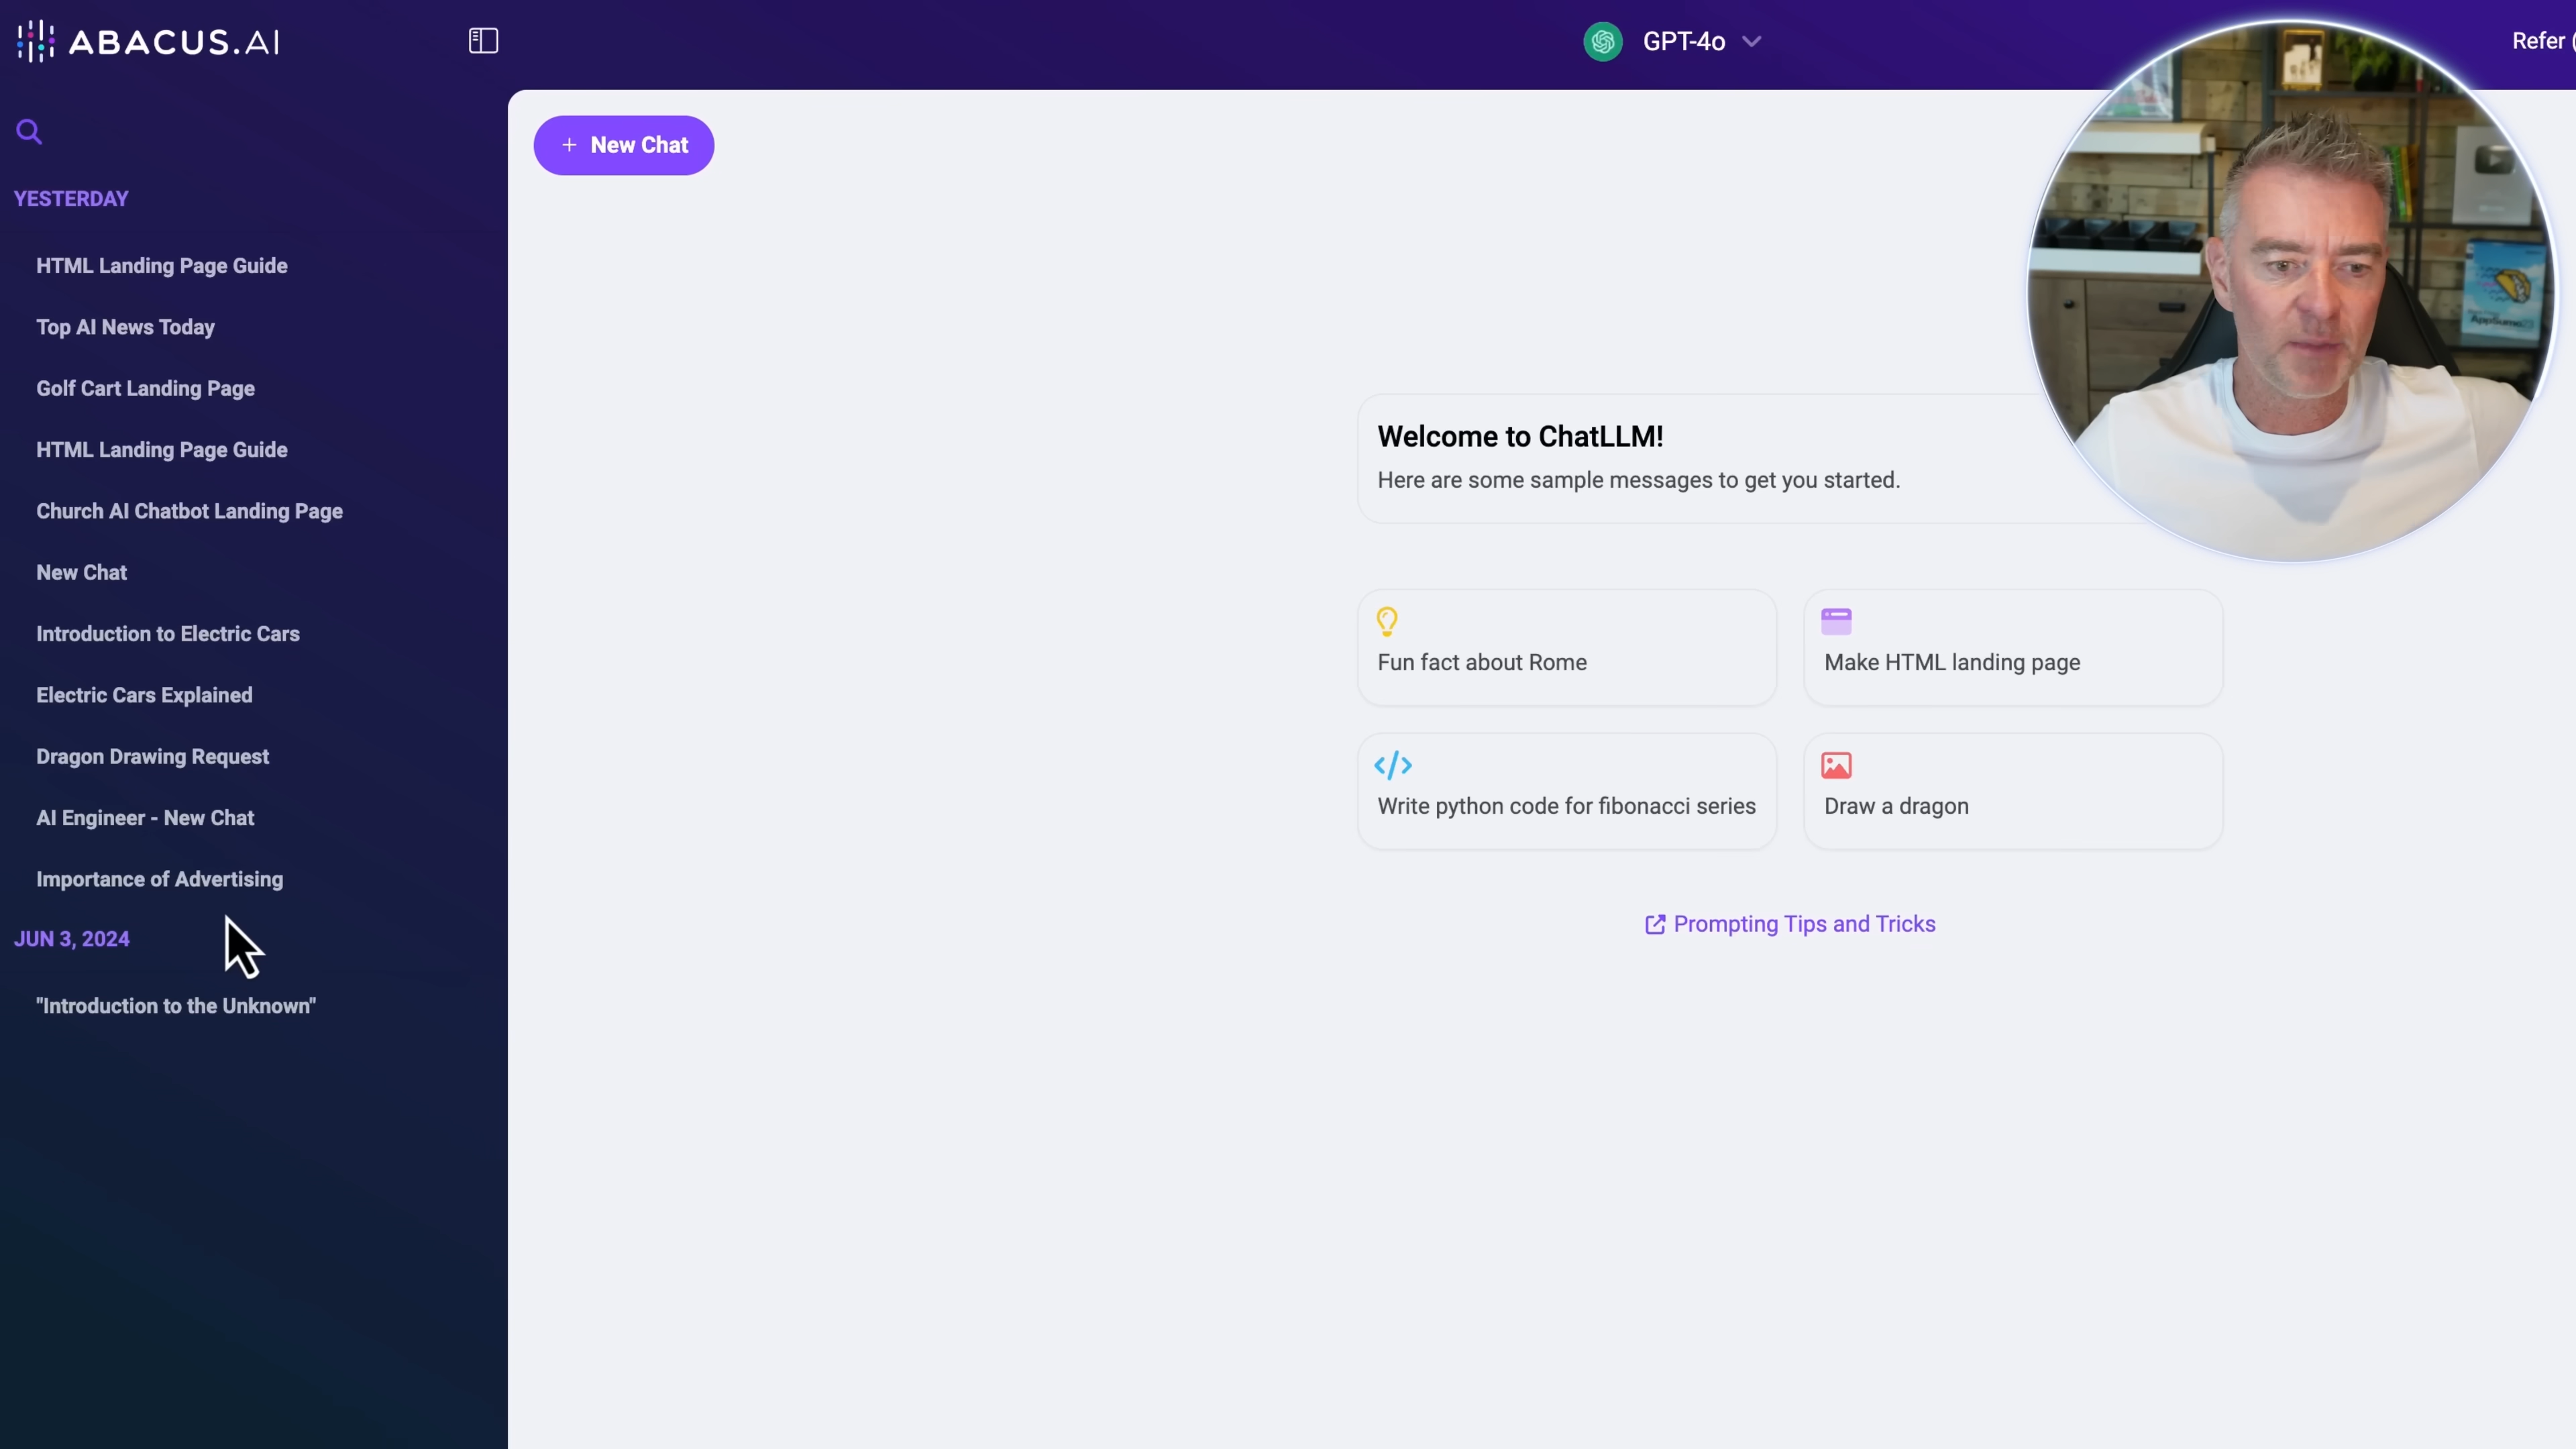 ABACUS.AI
GPT-4o
Refer
YESTERDAY
HTML Landing Page Guide
Top AI News Today
Golf Cart Landing Page
HTML Landing Page Guide
Church AI Chatbot Landing Page
New Chat
Introduction to Electric Cars
Electric Cars Explained
Dragon Drawing Request
AI Engineer - New Chat
Importance of Advertising
JUN 3, 2024
"Introduction to the Unknown"
+ New Chat
Welcome to ChatLLM!
Here are some sample messages to get you started.
Fun fact about Rome
Make HTML landing page
Write python code for fibonacci series
Draw a dragon
Prompting Tips and Tricks